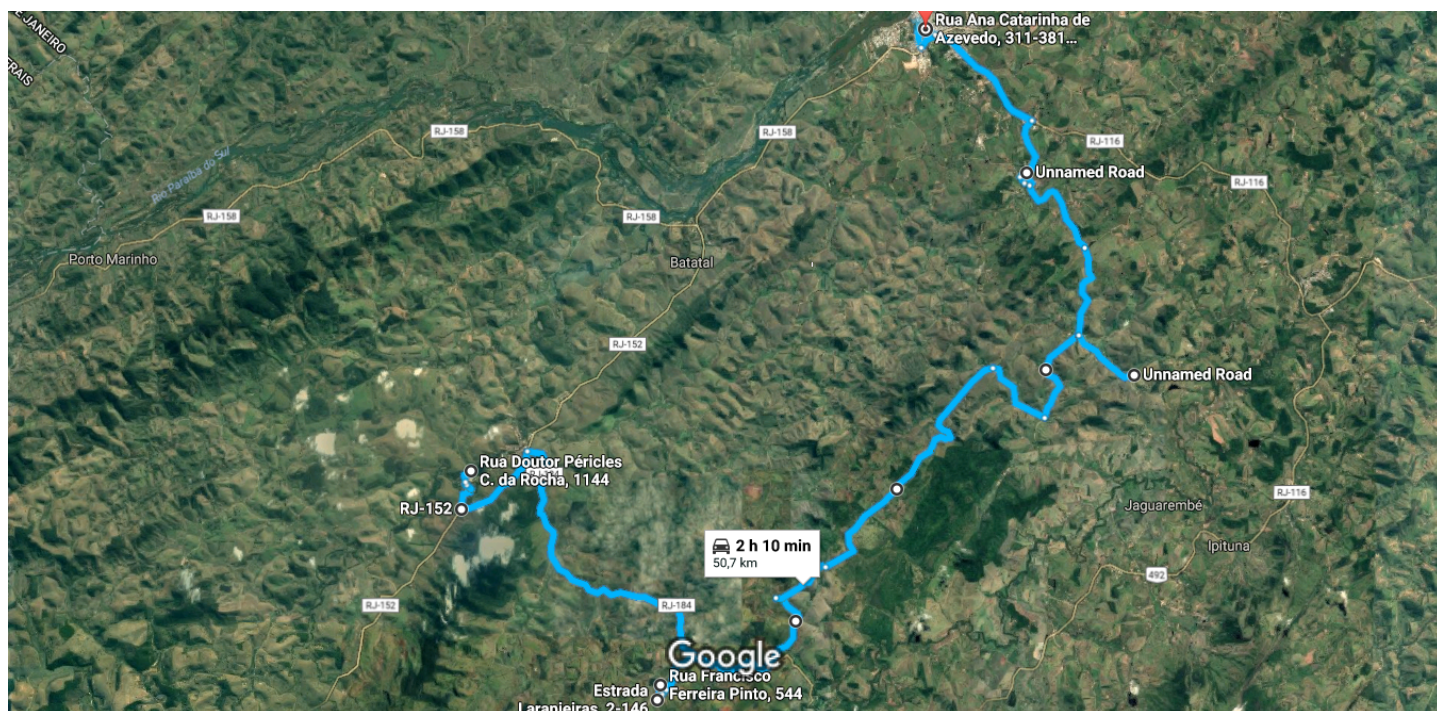 E JANEIRO
ERAIS
Rua Ana Catarinha de
Azevedo, 311-381...
RJ-158
RJ-158
RJ-116
Rio Paraíba do Sul
Unnamed Road
RJ-116
RJ-158
RJ-158
Porto Marinho
Batatal
RJ-152
Unnamed Road
Rua Doutor Péricles
C. da Rocha, 1144
RJ-152
RJ-116
Jaguarembé
2 h 10 min
50,7 km
Ipituna
492
RJ-152
RJ-184
Google
Rua Francisco
Ferreira Pinto, 544
Estrada
Laranjeiras, 2-146